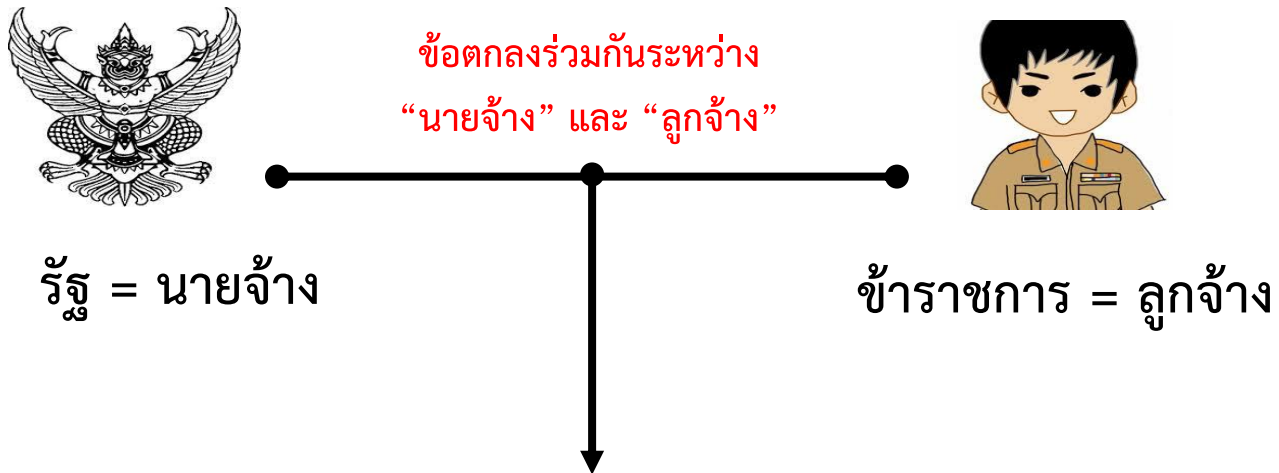 ข้อตกลงร่วมกันระหว่าง
“นายจ้าง” และ “ลูกจ้าง”
รัฐ = นายจ้าง
ข้าราชการ = ลูกจ้าง